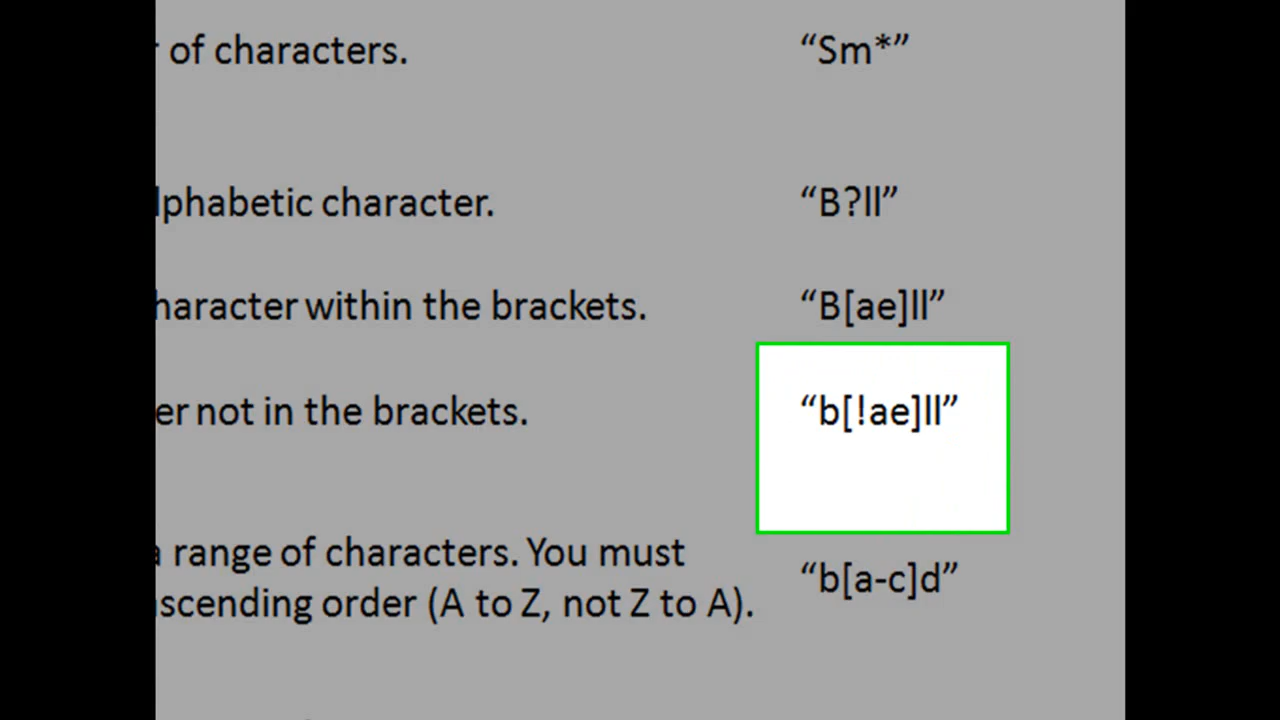 of characters. “Sm*”
lphabetic character. “B?ll”
haracter within the brackets. “B[ae]ll”
er not in the brackets. “b[!ae]ll”
a range of characters. You must
scending order (A to Z, not Z to A). “b[a-c]d”